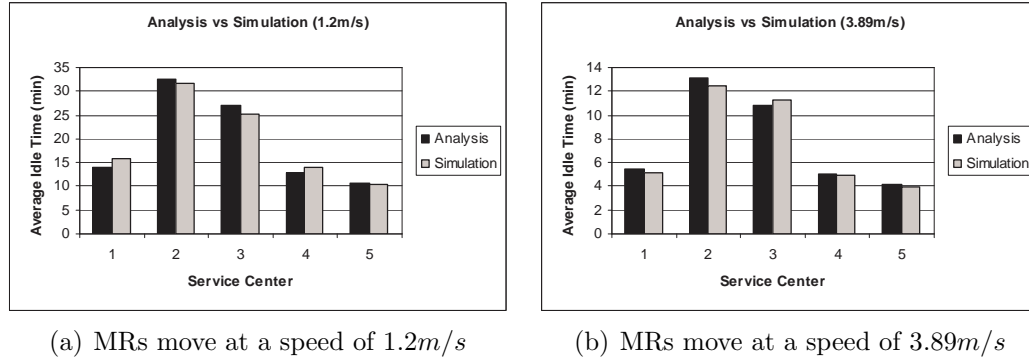 Analysis vs Simulation (1.2m/s)
Average Idle Time (min)
35
30
25
20
15
10
5
0
1 2 3 4 5
Service Center
Analysis
Simulation
(a) MRs move at a speed of 1.2m/s
Analysis vs Simulation (3.89m/s)
Average Idle Time (min)
14
12
10
8
6
4
2
0
1 2 3 4 5
Service Center
Analysis
Simulation
(b) MRs move at a speed of 3.89m/s